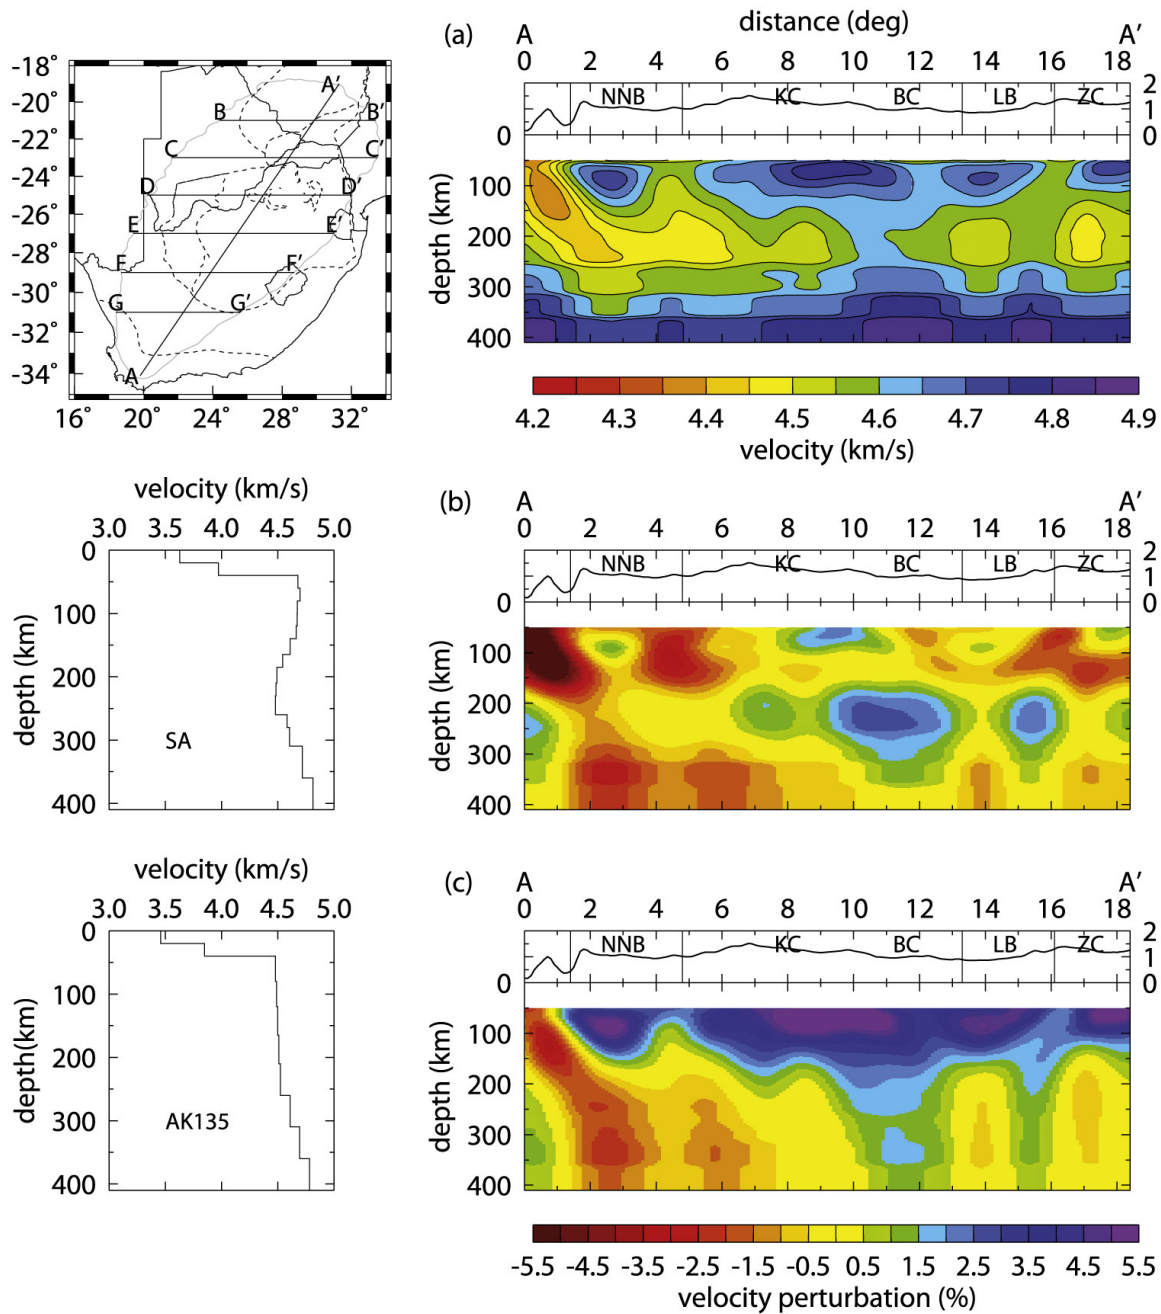 (a) A distance (deg) A'
0 2 4 6 8 10 12 14 16 18
NNB KC BC LB ZC
2
1
0
0
-18°
-20°
-22°
-24°
-26°
-28°
-30°
-32°
-34°
16° 20° 24° 28° 32°
A'
B B'
C C'
D D'
E E'
F F'
G G'
A
depth (km)
100
200
300
400
4.2 4.3 4.4 4.5 4.6 4.7 4.8 4.9
velocity (km/s)
velocity (km/s)
3.0 3.5 4.0 4.5 5.0
depth (km)
0
100
200
300
400
SA
(b) A A'
0 2 4 6 8 10 12 14 16 18
NNB KC BC LB ZC
2
1
0
0
depth (km)
100
200
300
400
velocity (km/s)
3.0 3.5 4.0 4.5 5.0
depth(km)
0
100
200
300
400
AK135
(c) A A'
0 2 4 6 8 10 12 14 16 18
NNB KC BC LB ZC
2
1
0
0
depth (km)
100
200
300
400
-5.5 -4.5 -3.5 -2.5 -1.5 -0.5 0.5 1.5 2.5 3.5 4.5 5.5
velocity perturbation (%)